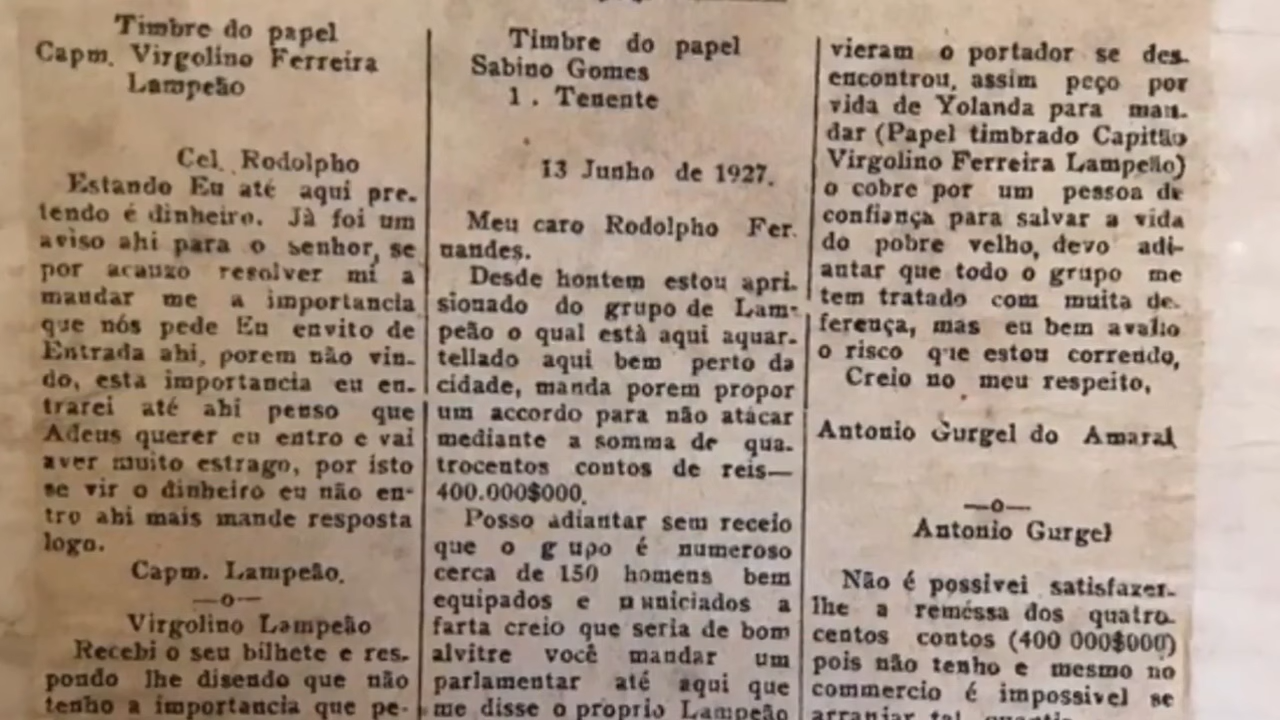 Timbre do papel
Capm. Virgolino Ferreira
Lampeão
Cel. Rodolpho
Estando Eu até aqui pre-
tendo é dinheiro. Jà foi um
aviso ahi para o senhor, se
por acauzo resolver mi a
mandar me a importancia
que nós pede Eu envito de
Entrada ahi, porem não vin-
do, esta importancia eu en-
trarei até ahi penso que
Adeus querer eu entro e vai
aver muito estrago, por isto
se vir o dinheiro eu não en-
tro ahi mais mande resposta
logo.
Capm. Lampeão.
—o—
Virgolino Lampeão
Recebi o seu bilhete e res-
pondo lhe disendo que não
tenho a importancia que pe-
Timbre do papel
Sabino Gomes
1 . Tenente
13 Junho de 1927.
Meu caro Rodolpho Fer.
nandes.
Desde hontem estou apri-
sionado do grupo de Lam-
peão o qual està aqui aquar-
tellado aqui bem perto da
cidade, manda porem propor
um accordo para não atacar
mediante a somma de qua-
trocentos contos de reis—
400.000$000.
Posso adiantar sem receio
que o g upo é numeroso
cerca de 150 homens bem
equipados e municiados a
farta creio que seria de bom
alvitre você mandar um
parlamentar até aqui que
me disse o proprio Lampeão
vieram o portador se des-
encontrou, assim peço por
vida de Yolanda para man-
dar (Papel timbrado Capitão
Virgolino Ferreira Lampeão)
o cobre por um pessoa de
confiança para salvar a vida
do pobre velho, devo adi-
antar que todo o grupo me
tem tratado com muita de-
ferença, mas eu bem avalio
o risco que estou correndo,
Creio no meu respeito,
Antonio Gurgel do Amaral
—o—
Antonio Gurgel
Não é possivei satisfazer-
lhe a reméssa dos quatro-
centos contos (400 000$000)
pois não tenho e mesmo no
commercio é impossivel se
arranjar tal